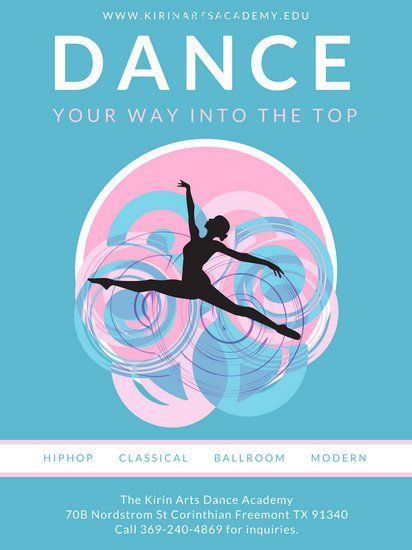 WWW.KIRINARTSACADEMY.EDU
DANCE
YOUR WAY INTO THE TOP
HIPHOP CLASSICAL BALLROOM MODERN
The Kirin Arts Dance Academy
70B Nordstrom St Corinthian Freemont TX 91340
Call 369-240-4869 for inquiries.